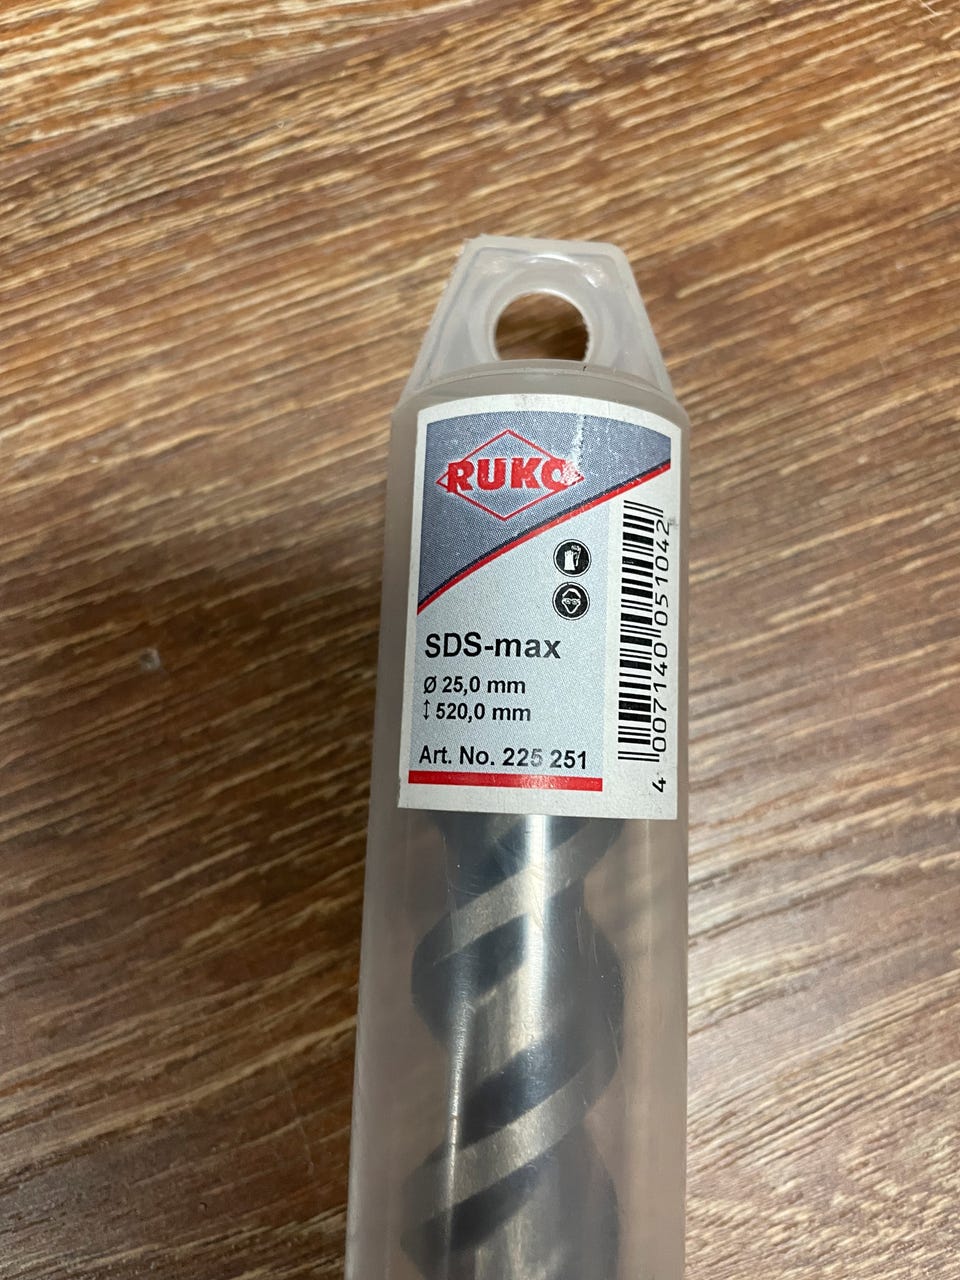 RUKO
SDS-max
Ø 25,0 mm
↕ 520,0 mm
Art. No. 225 251
4 007140 051042